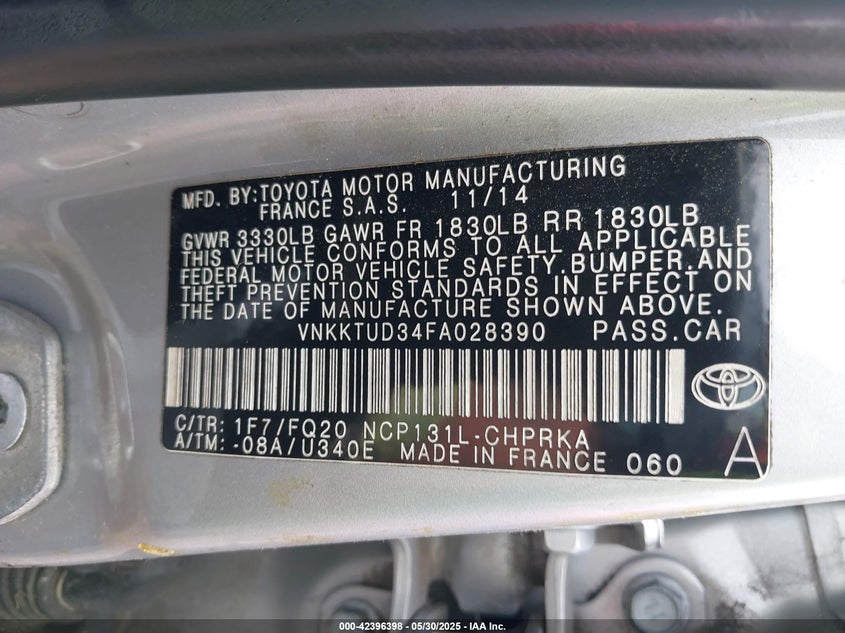 MFD. BY:TOYOTA MOTOR MANUFACTURING
FRANCE S.A.S. 11/14
GVWR 3330LB GAWR FR 1830LB RR 1830LB
THIS VEHICLE CONFORMS TO ALL APPLICABLE
FEDERAL MOTOR VEHICLE SAFETY,BUMPER,AND
THEFT PREVENTION STANDARDS IN EFFECT ON
THE DATE OF MANUFACTURE SHOWN ABOVE.
VNKKTUD34FA028390 PASS.CAR
C/TR: 1F7/FQ20 NCP131L-CHPRKA
A/TM: -08A/U340E MADE IN FRANCE 060 A
000-42396398 - 05/30/2025 - IAA, Inc.